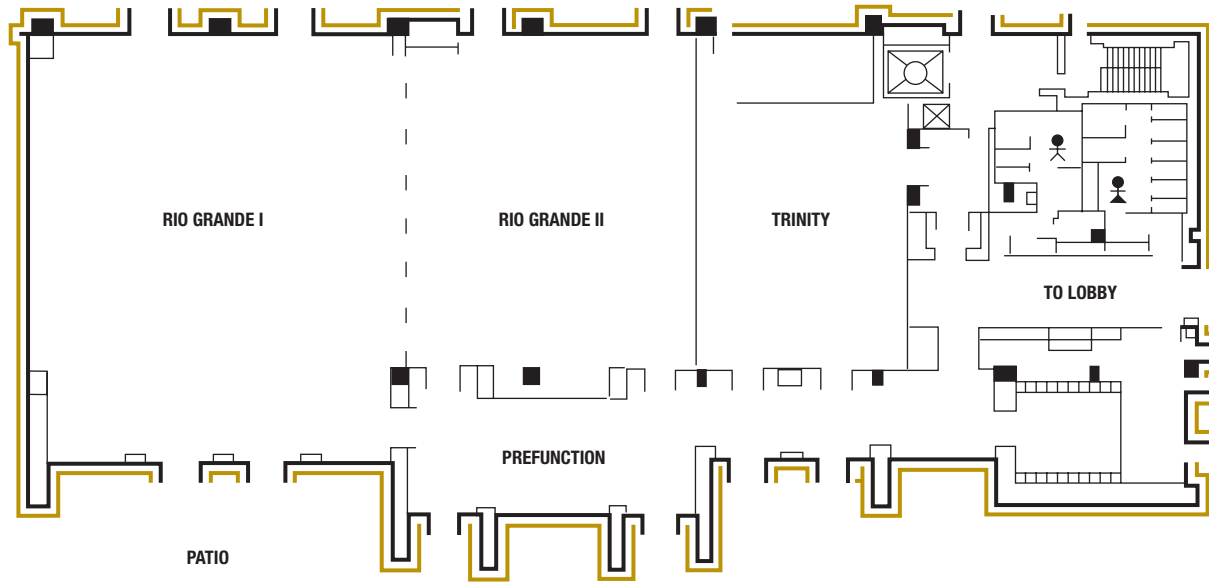 RIO GRANDE I
RIO GRANDE II
TRINITY
TO LOBBY
PREFUNCTION
PATIO